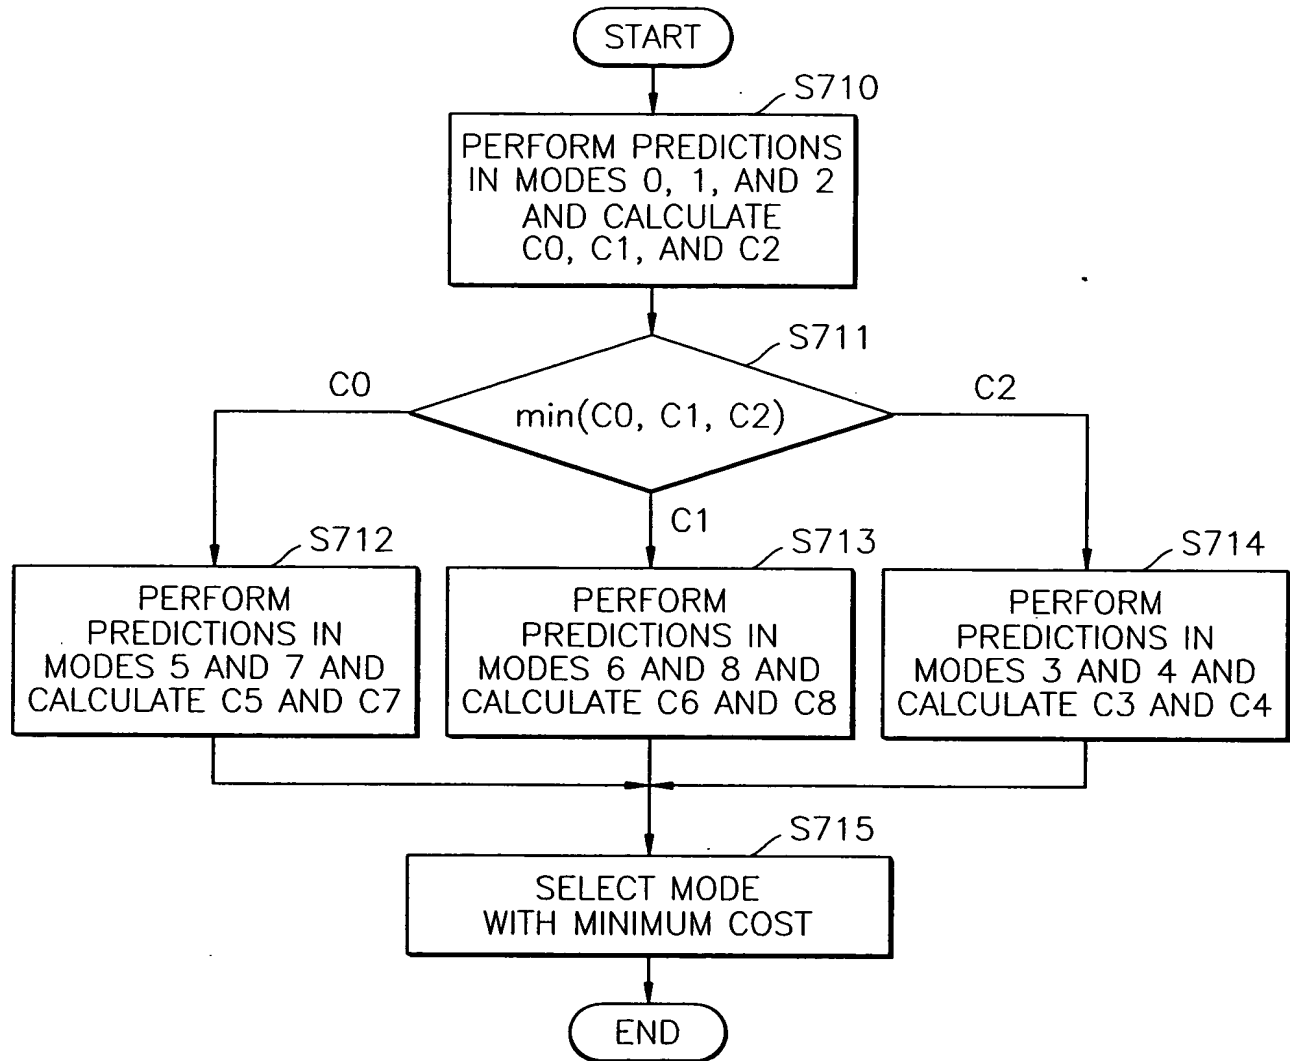 START
S710
PERFORM PREDICTIONS
IN MODES 0, 1, AND 2
AND CALCULATE
C0, C1, AND C2
S711
C0
min(C0, C1, C2)
C2
C1
S712
PERFORM
PREDICTIONS IN
MODES 5 AND 7 AND
CALCULATE C5 AND C7
S713
PERFORM
PREDICTIONS IN
MODES 6 AND 8 AND
CALCULATE C6 AND C8
S714
PERFORM
PREDICTIONS IN
MODES 3 AND 4 AND
CALCULATE C3 AND C4
S715
SELECT MODE
WITH MINIMUM COST
END